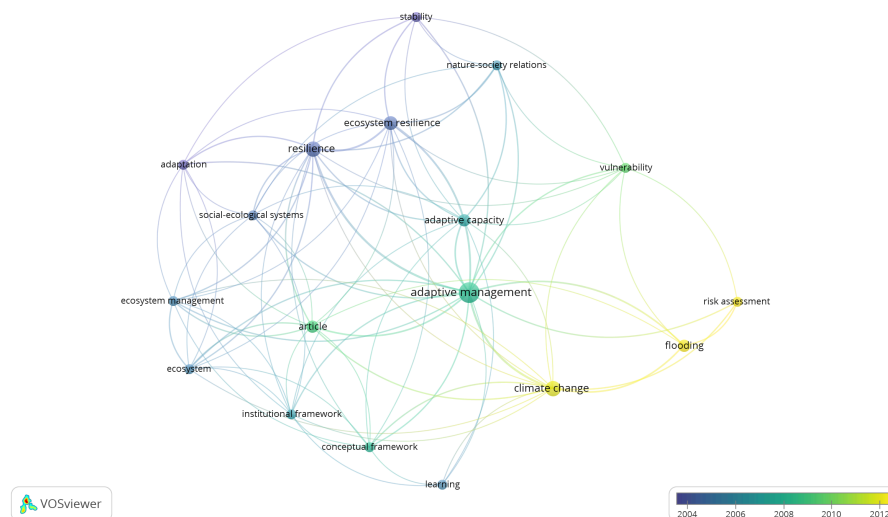 stability
nature-society relations
ecosystem resilience
resilience
adaptation
vulnerability
social-ecological systems
adaptive capacity
adaptive management
ecosystem management
risk assessment
article
flooding
ecosystem
climate change
institutional framework
conceptual framework
learning
VOSviewer
2004 2006 2008 2010 2012